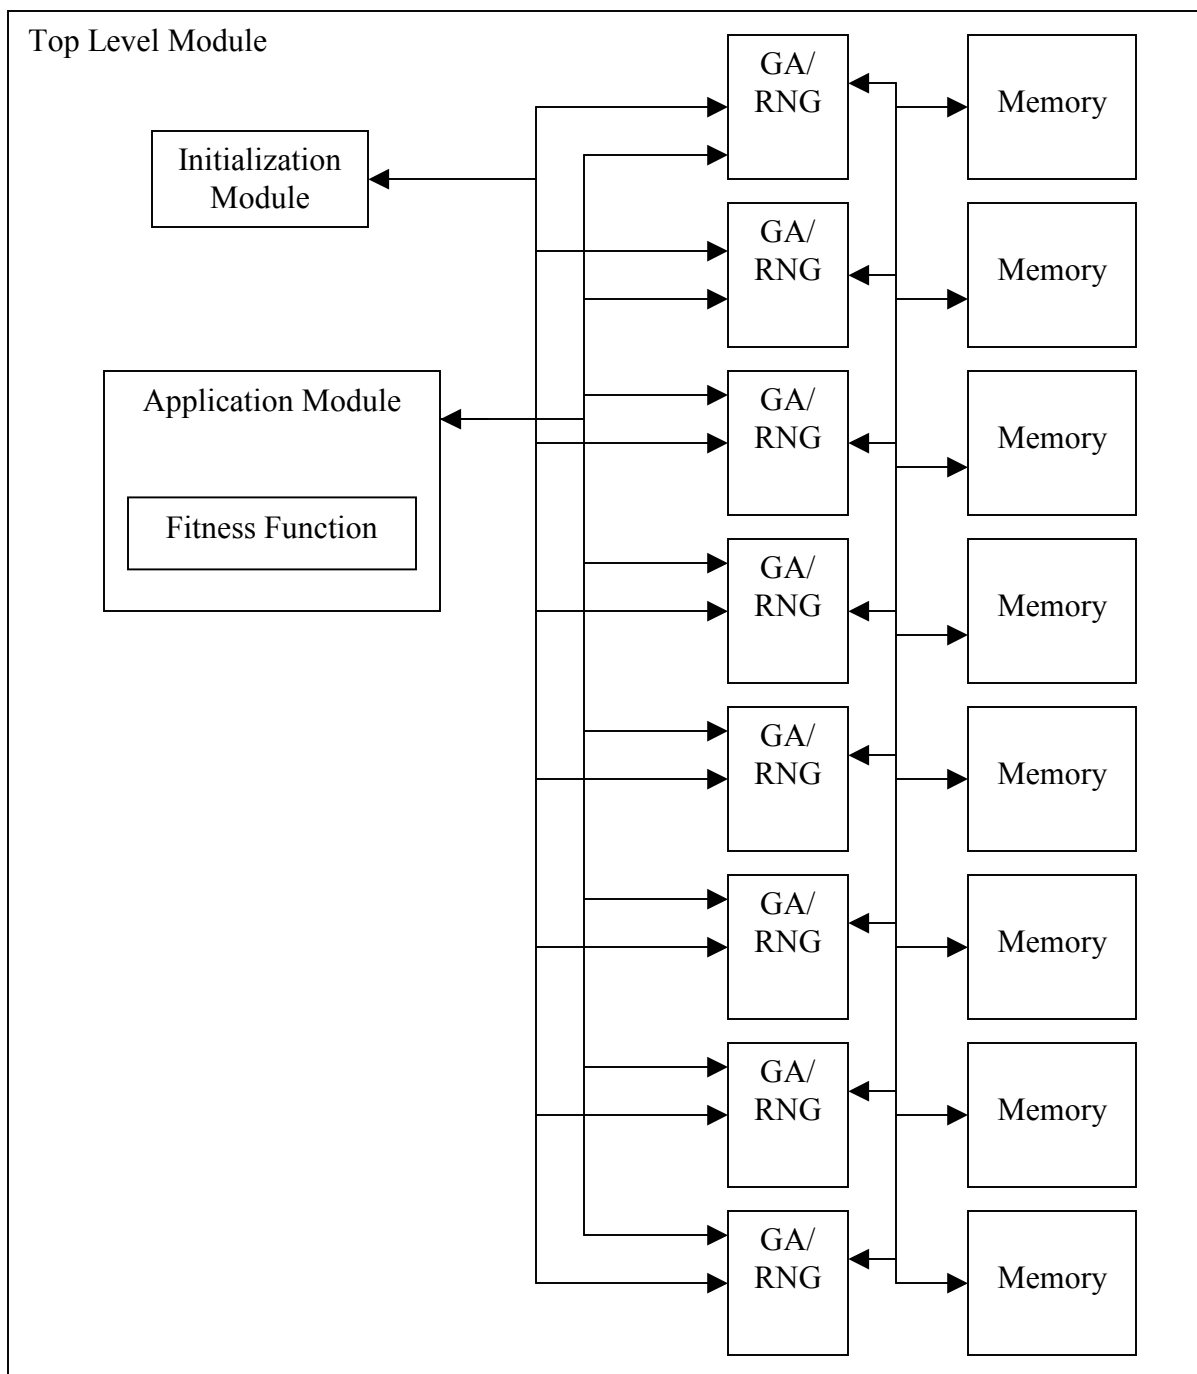 Top Level Module
GA/
RNG
Memory
Initialization
Module
GA/
RNG
Memory
Application Module
Fitness Function
GA/
RNG
Memory
GA/
RNG
Memory
GA/
RNG
Memory
GA/
RNG
Memory
GA/
RNG
Memory
GA/
RNG
Memory